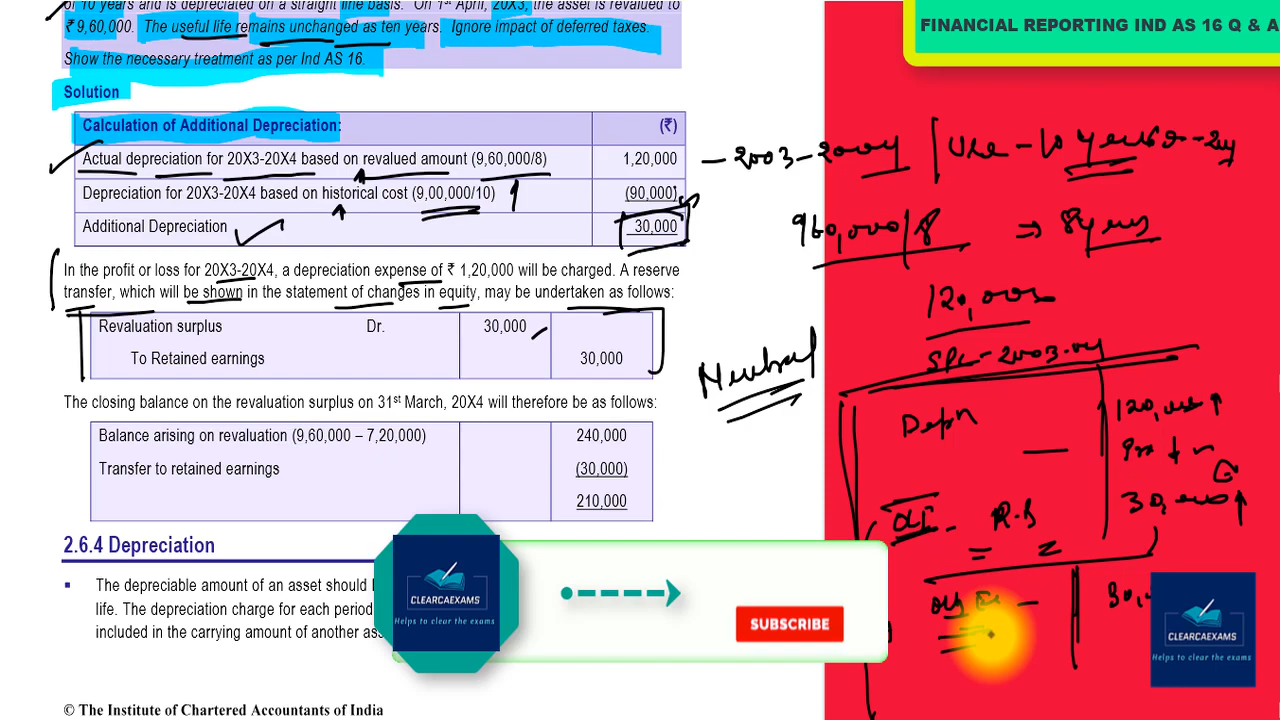 of 10 years and is depreciated on a straight line basis. On 1st April, 20X3, the asset is revalued to
₹ 9,60,000. The useful life remains unchanged as ten years. Ignore impact of deferred taxes.
Show the necessary treatment as per Ind AS 16.
Solution
Calculation of Additional Depreciation: (₹)
Actual depreciation for 20X3-20X4 based on revalued amount (9,60,000/8) 1,20,000
Depreciation for 20X3-20X4 based on historical cost (9,00,000/10) (90,000)
Additional Depreciation 30,000
In the profit or loss for 20X3-20X4, a depreciation expense of ₹ 1,20,000 will be charged. A reserve
transfer, which will be shown in the statement of changes in equity, may be undertaken as follows:
Revaluation surplus Dr. 30,000
To Retained earnings 30,000
The closing balance on the revaluation surplus on 31st March, 20X4 will therefore be as follows:
Balance arising on revaluation (9,60,000 – 7,20,000) 240,000
Transfer to retained earnings (30,000)
210,000
2.6.4 Depreciation
▪ The depreciable amount of an asset should
life. The depreciation charge for each period
included in the carrying amount of another
© The Institute of Chartered Accountants of India
FINANCIAL REPORTING IND AS 16 Q & A
2003-2004
960,000/8 ⇒ 8 years
120,000
Neutral
Depn
CLEARCAEXAMS
Helps to clear the exams
SUBSCRIBE
CLEARCAEXAMS
Helps to clear the exams